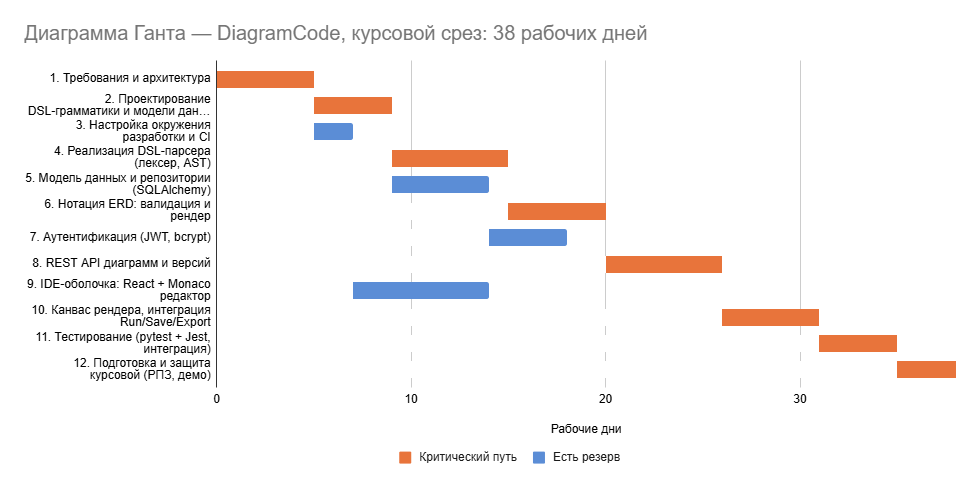 Диаграмма Ганта — DiagramCode, курсовой срез: 38 рабочих дней
1. Требования и архитектура
2. Проектирование
DSL-грамматики и модели дан…
3. Настройка окружения
разработки и CI
4. Реализация DSL-парсера
(лексер, AST)
5. Модель данных и репозитории
(SQLAlchemy)
6. Нотация ERD: валидация и
рендер
7. Аутентификация (JWT, bcrypt)
8. REST API диаграмм и версий
9. IDE-оболочка: React + Monaco
редактор
10. Канвас рендера, интеграция
Run/Save/Export
11. Тестирование (pytest + Jest,
интеграция)
12. Подготовка и защита
курсовой (РПЗ, демо)
0 10 20 30
Рабочие дни
Критический путь Есть резерв